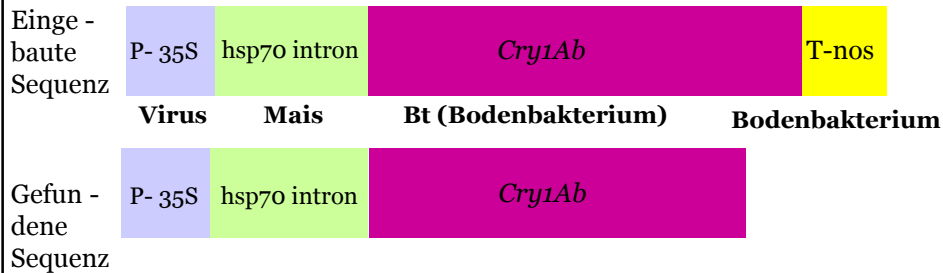 Einge -
baute
Sequenz
P- 35S hsp70 intron Cry1Ab T-nos
Virus Mais Bt (Bodenbakterium) Bodenbakterium
Gefun -
dene
Sequenz
P- 35S hsp70 intron Cry1Ab